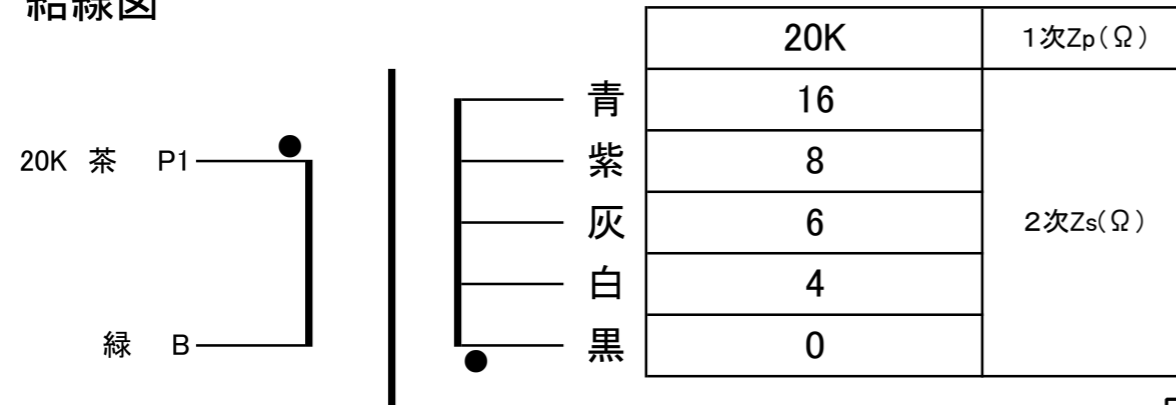 結線図
20K 1次Zp(Ω)
青 16
20K 茶 P1 紫 8
灰 6 2次Zs(Ω)
白 4
緑 B 黒 0